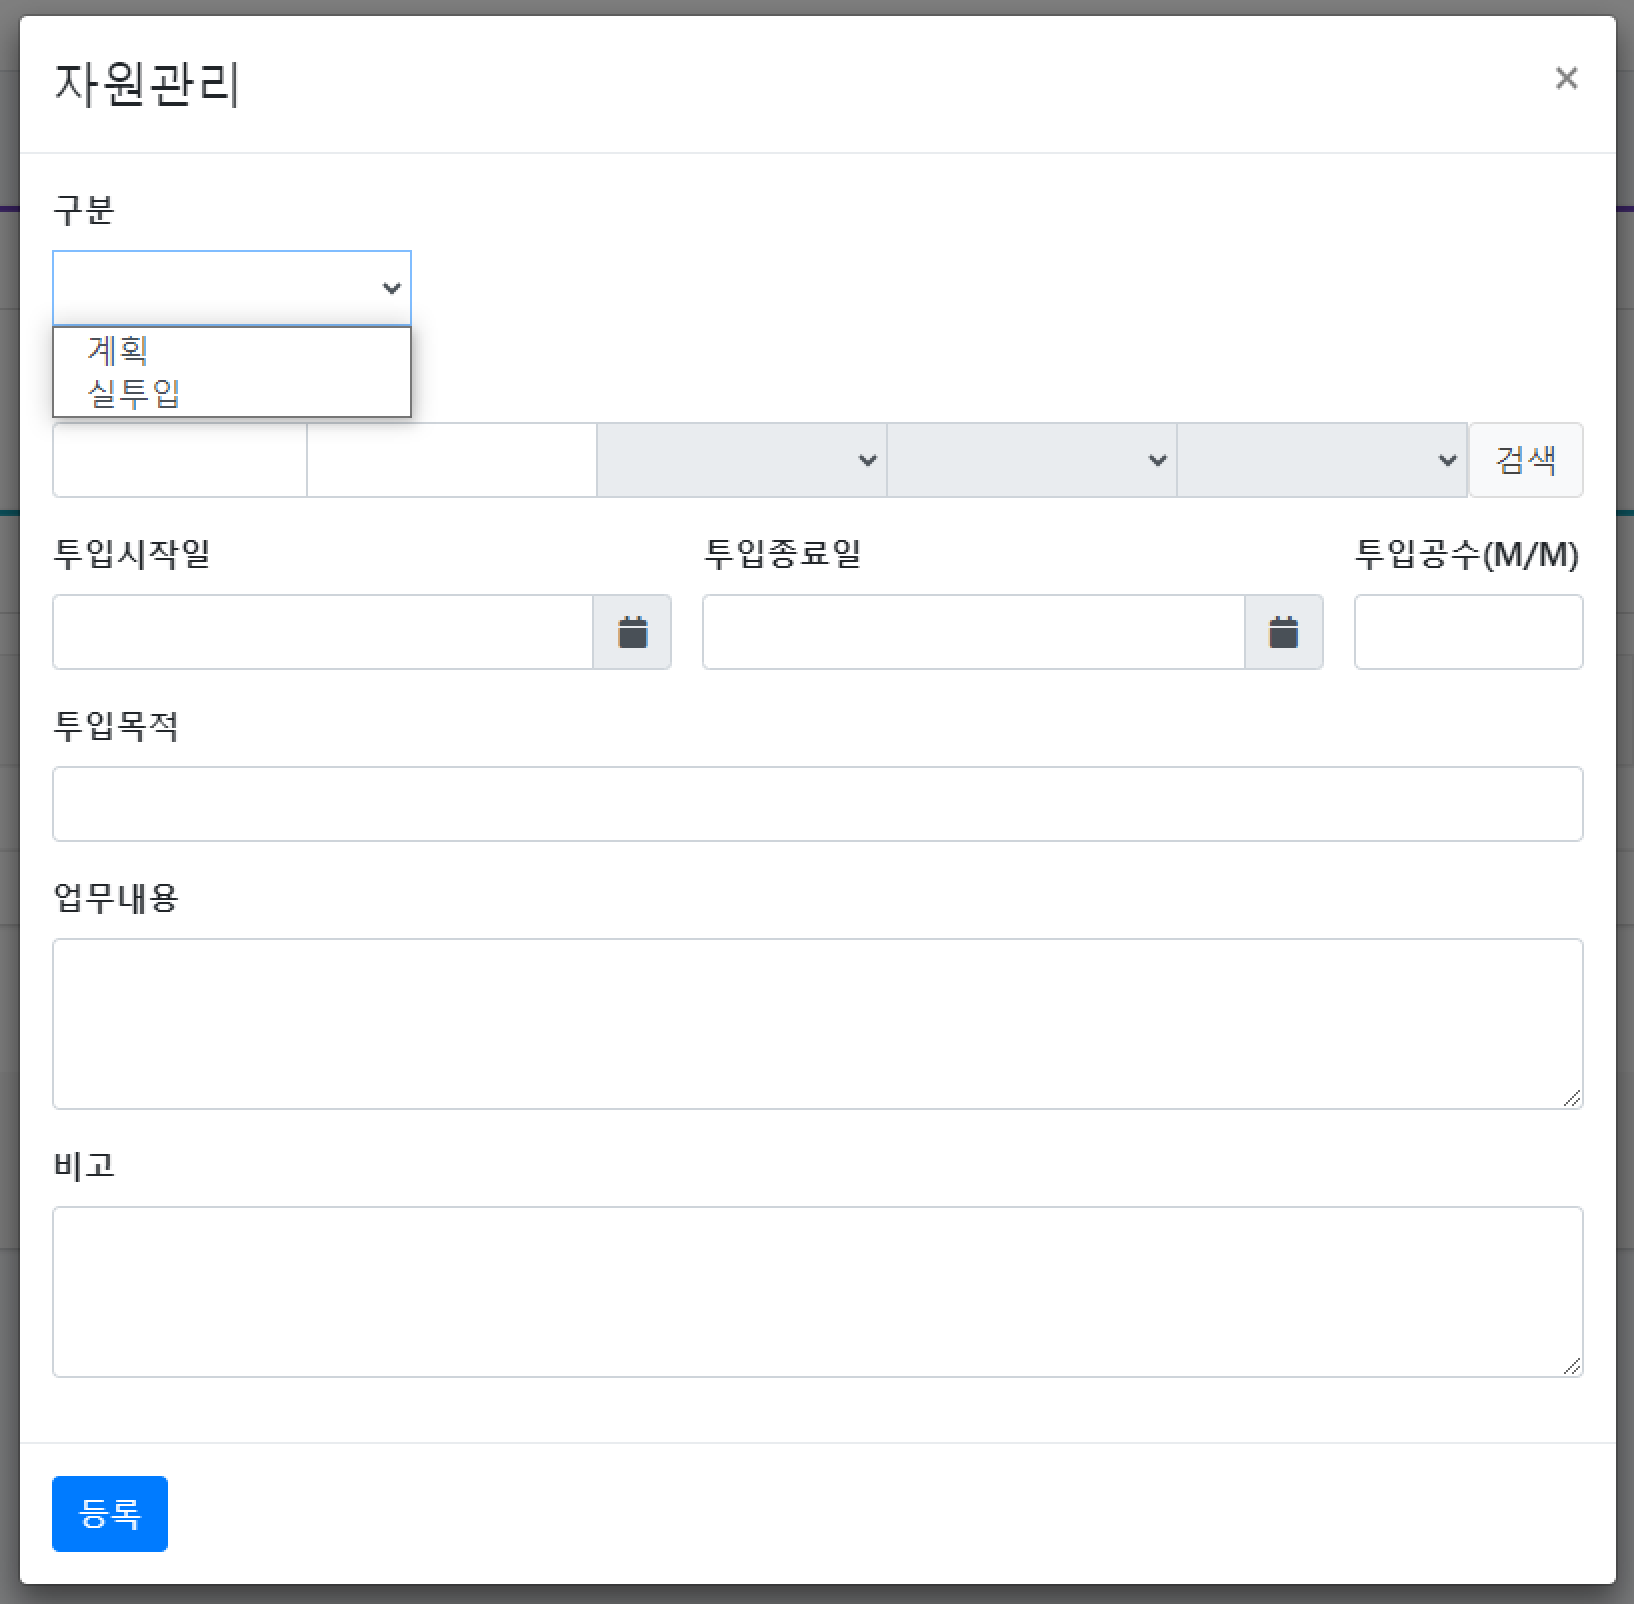 자원관리
×
구분
계획
실투입
검색
투입시작일 투입종료일 투입공수(M/M)
투입목적
업무내용
비고
등록